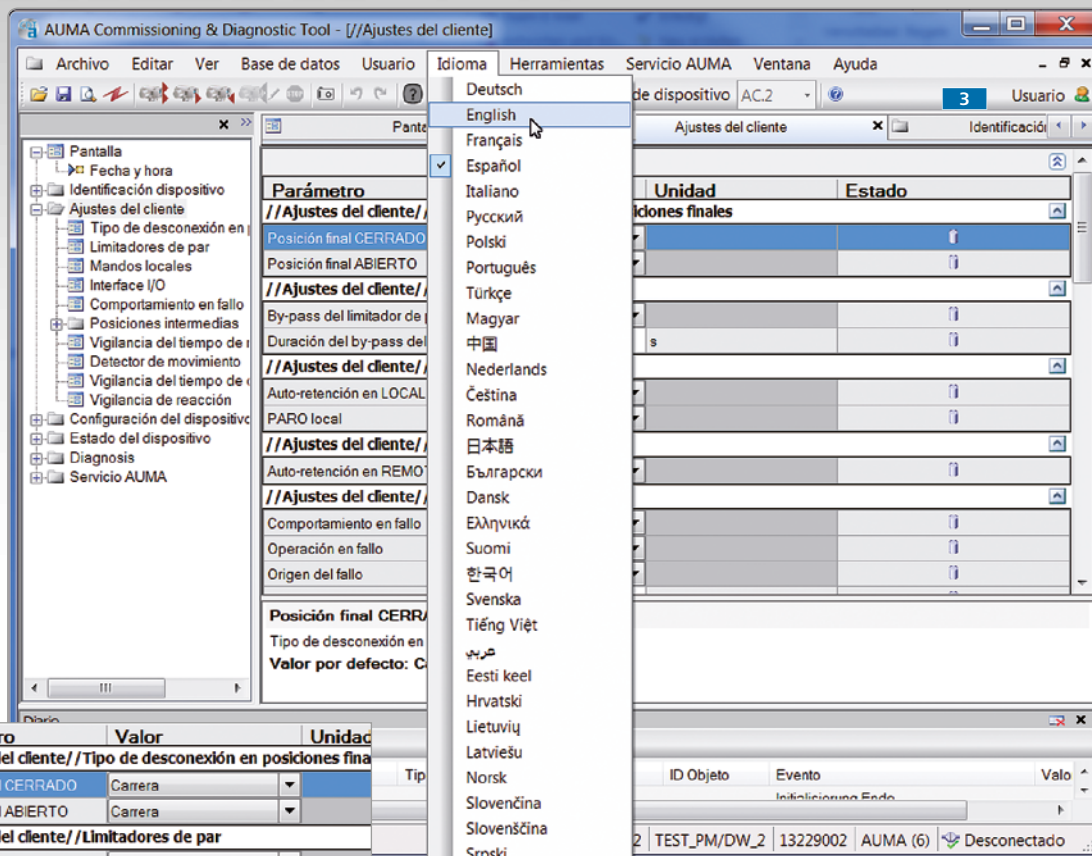 AUMA Commissioning & Diagnostic Tool - [//Ajustes del cliente]
Archivo Editar Ver Base de datos Usuario Idioma Herramientas Servicio AUMA Ventana Ayuda
de dispositivo AC.2 3 Usuario
Ajustes del cliente
Pantalla
Fecha y hora
Identificación dispositivo
Ajustes del cliente
Tipo de desconexión en
Limitadores de par
Mandos locales
Interface I/O
Comportamiento en fallo
Posiciones intermedias
Vigilancia del tiempo de
Detector de movimiento
Vigilancia del tiempo de
Vigilancia de reacción
Configuración del dispositivo
Estado del dispositivo
Diagnosis
Servicio AUMA
Deutsch
English
Français
Español
Italiano
Русский
Polski
Português
Türkçe
Magyar
中国
Nederlands
Čeština
Română
日本語
Български
Dansk
Ελληνικά
Suomi
한국어
Svenska
Tiếng Việt
عربي
Eesti keel
Hrvatski
Lietuvių
Latviešu
Norsk
Slovenčina
Slovenščina
Srpski
Parámetro Unidad Estado
//Ajustes del cliente// finales
Posición final CERRADO
Posición final ABIERTO
//Ajustes del cliente//
By-pass del limitador de
Duración del by-pass del s
//Ajustes del cliente//
Auto-retención en LOCAL
PARO local
//Ajustes del cliente//
Auto-retención en
//Ajustes del cliente//
Comportamiento en fallo
Operación en fallo
Origen del fallo
Posición final
Tipo de desconexión en
Valor por defecto:
Diario
ID Objeto Evento
Valor Unidad
del cliente//Tipo de desconexión en posiciones
CERRADO Carrera
ABIERTO Carrera
del cliente//Limitadores de par
TEST_PM/DW_2 13229002 AUMA (6) Desconectado